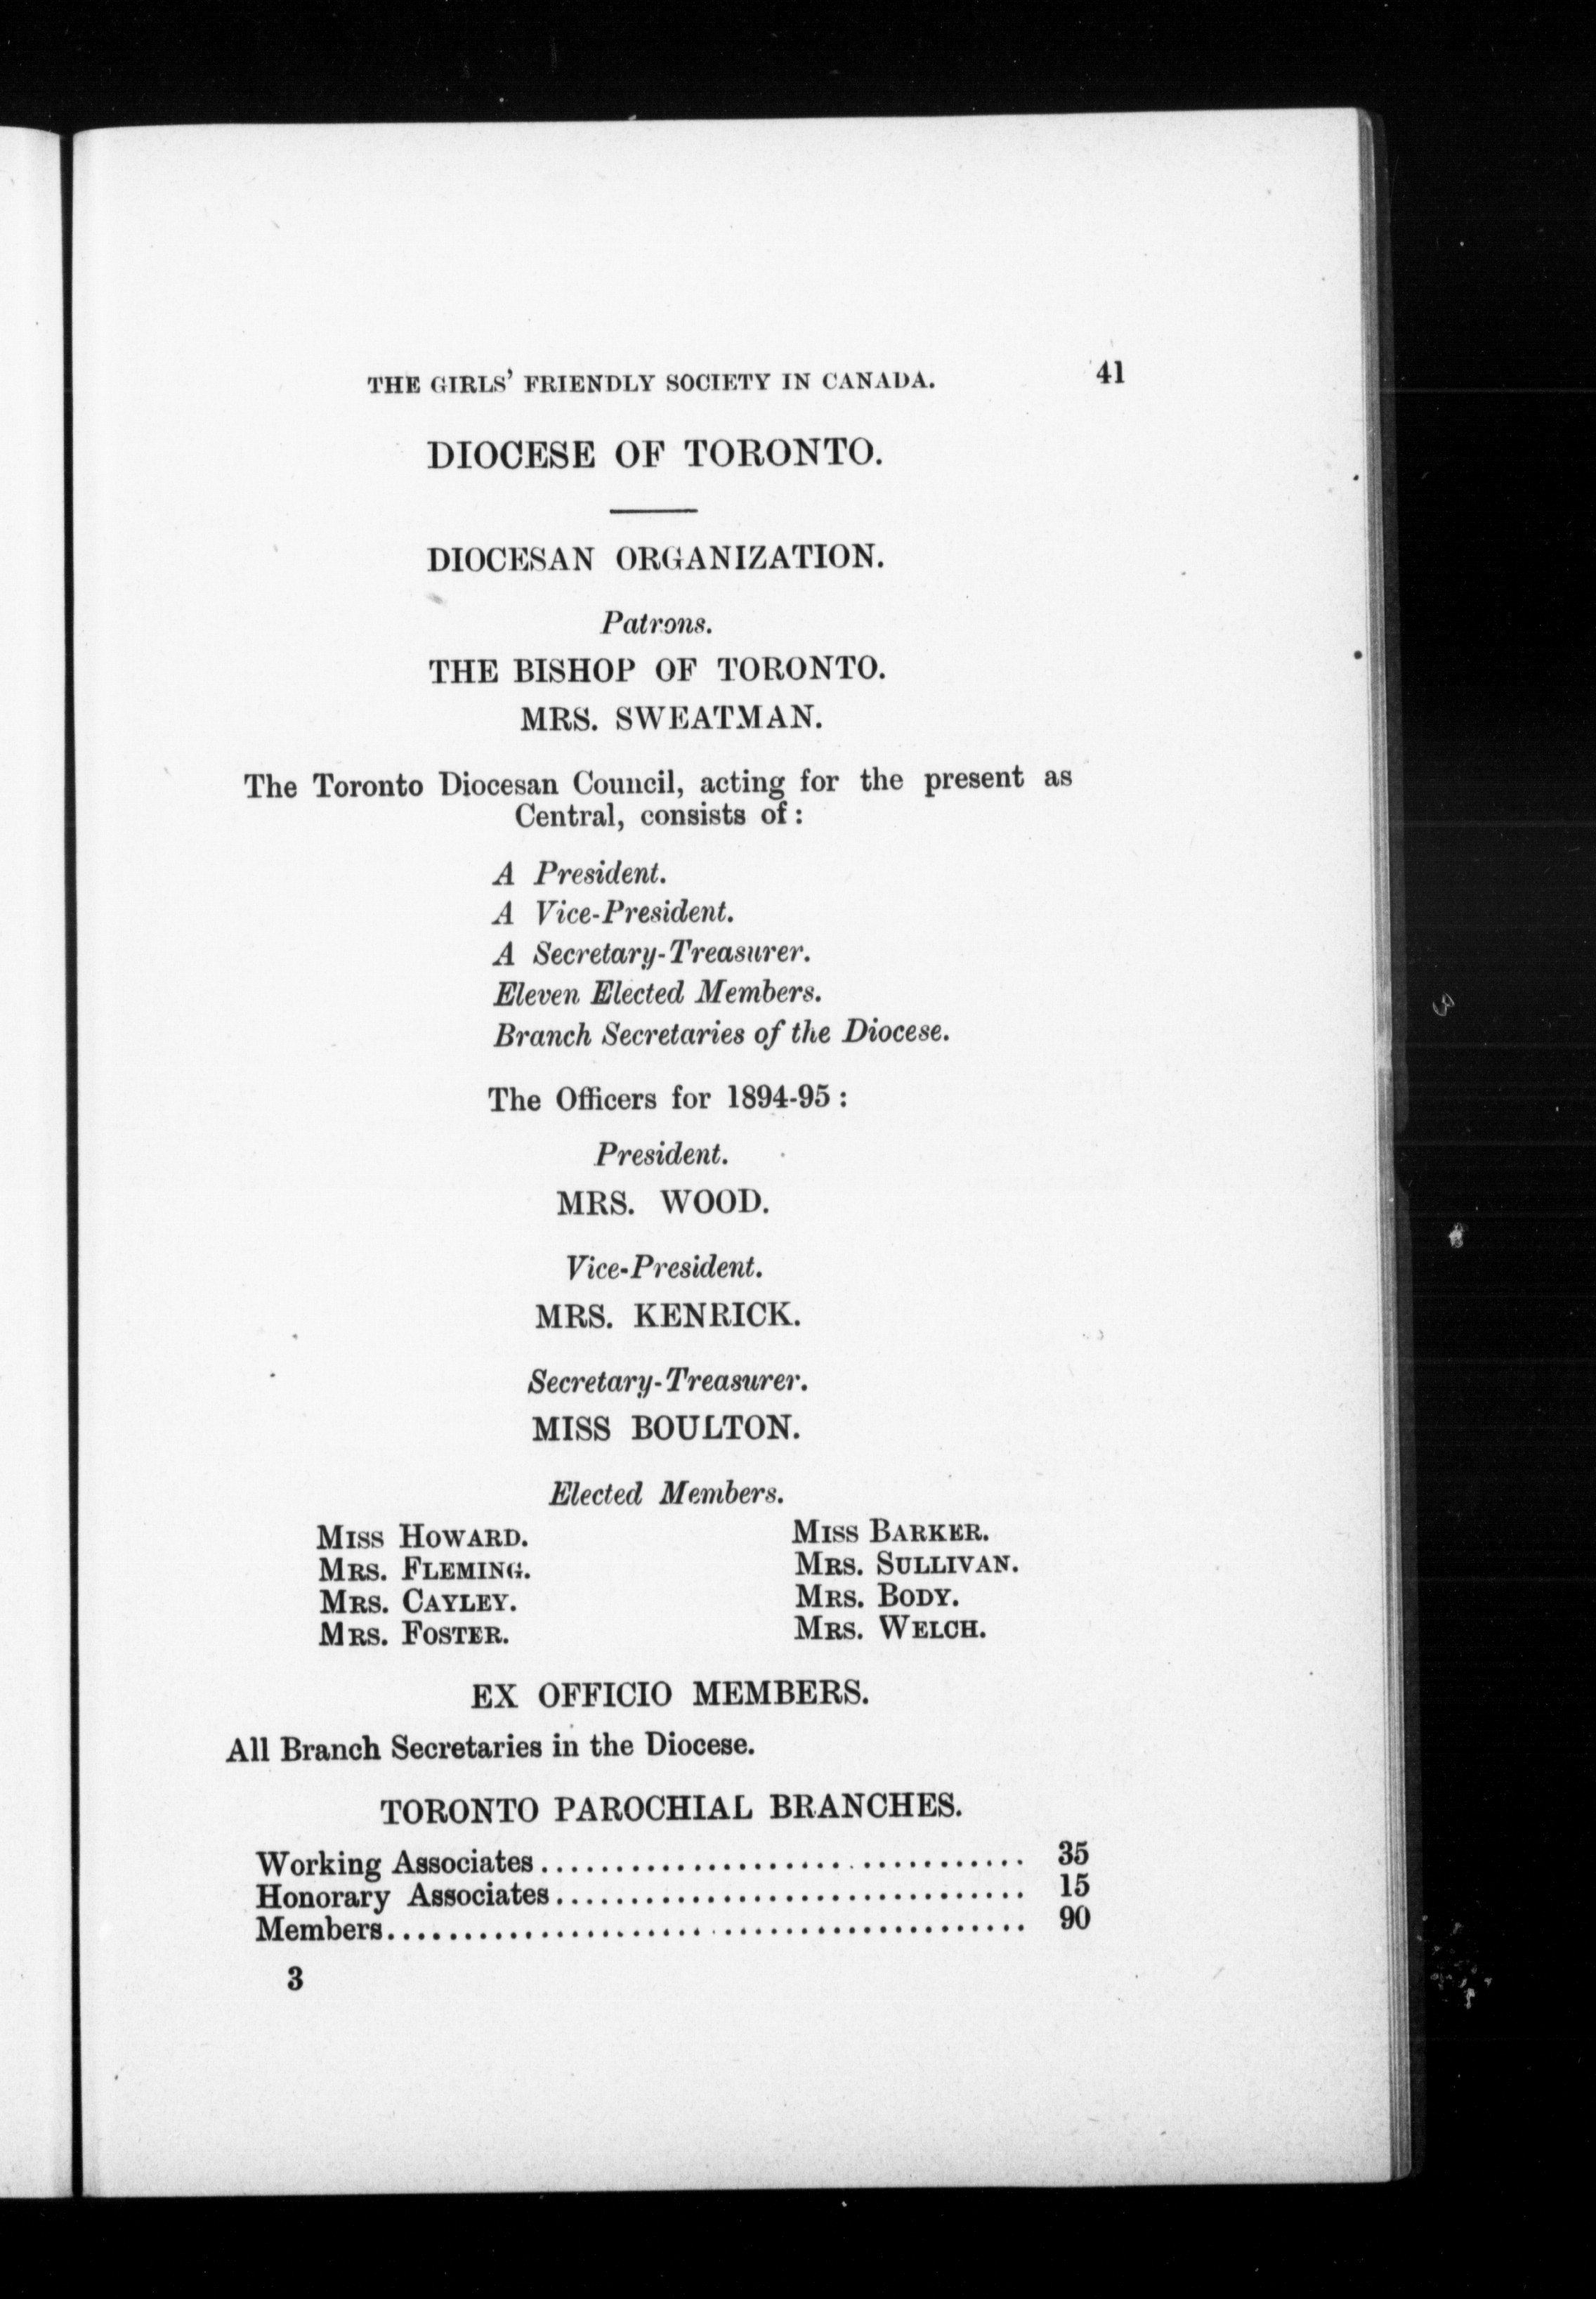 THE GIRLS' FRIENDLY SOCIETY IN CANADA. 41
DIOCESE OF TORONTO.
DIOCESAN ORGANIZATION.
Patrons.
THE BISHOP OF TORONTO.
MRS. SWEATMAN.
The Toronto Diocesan Council, acting for the present as
Central, consists of:
A President.
A Vice-President.
A Secretary-Treasurer.
Eleven Elected Members.
Branch Secretaries of the Diocese.
The Officers for 1894-95:
President.
MRS. WOOD.
Vice-President.
MRS. KENRICK.
Secretary-Treasurer.
MISS BOULTON.
Elected Members.
MISS HOWARD. MISS BARKER.
MRS. FLEMING. MRS. SULLIVAN.
MRS. CAYLEY. MRS. BODY.
MRS. FOSTER. MRS. WELCH.
EX OFFICIO MEMBERS.
All Branch Secretaries in the Diocese.
TORONTO PAROCHIAL BRANCHES.
Working Associates................................ 35
Honorary Associates............................... 15
Members.......................................... 90
3